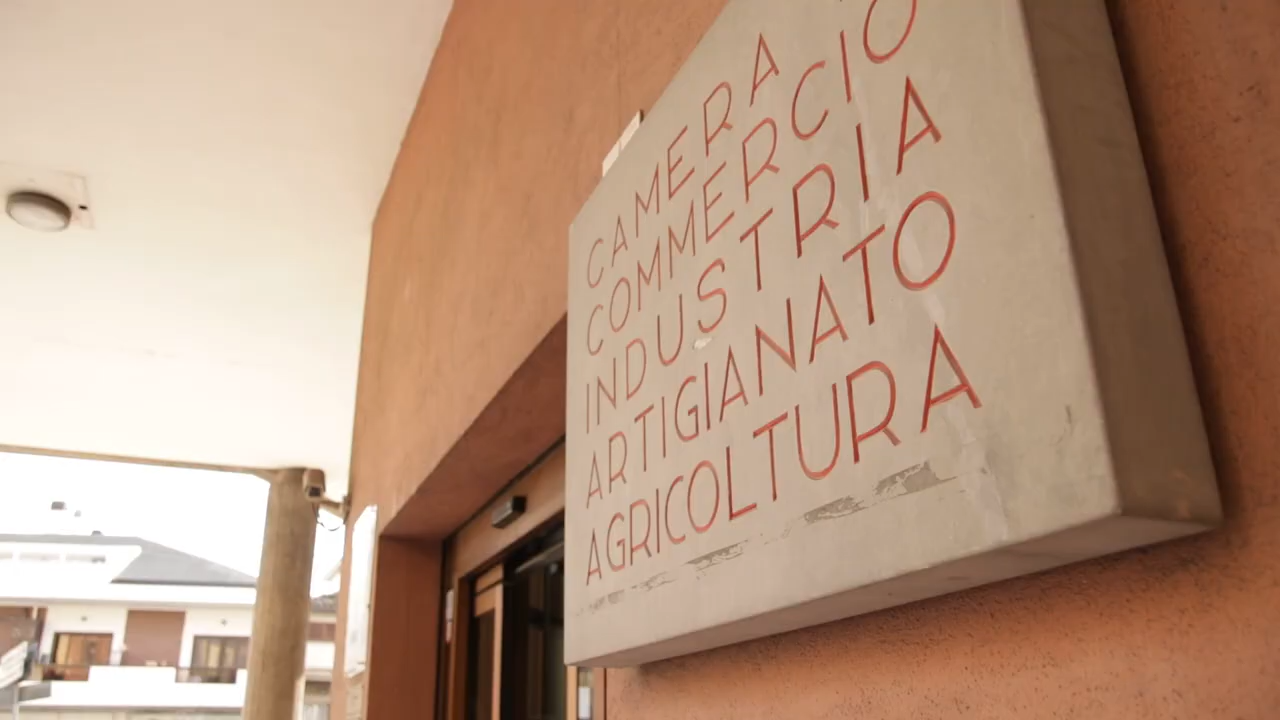 CAMERA
COMMERCIO
INDUSTRIA
ARTIGIANATO
AGRICOLTURA